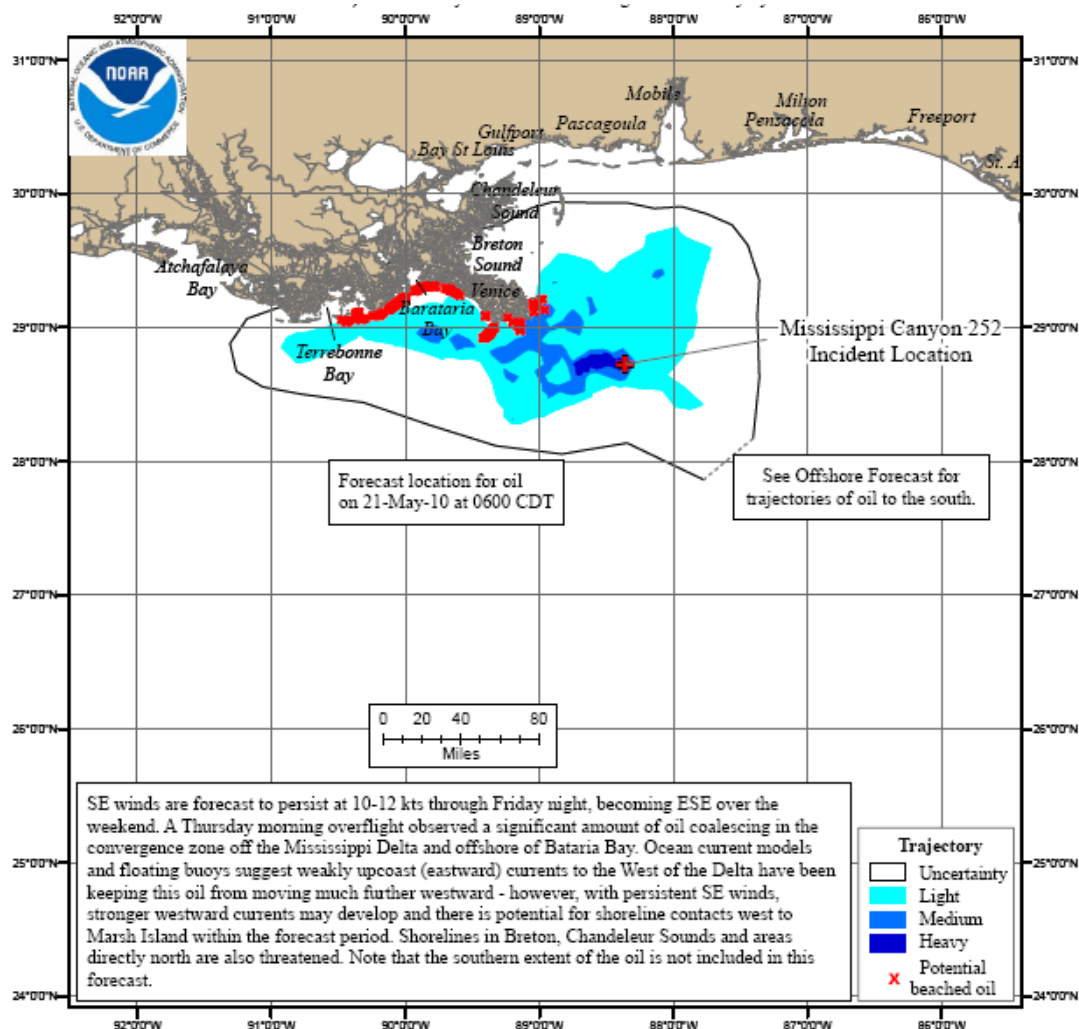 92°0'0"W 91°0'0"W 90°0'0"W 89°0'0"W 88°0'0"W 87°0'0"W 86°0'0"W
31°0'0"N 31°0'0"N
NATIONAL OCEANIC AND ATMOSPHERIC ADMINISTRATION
NOAA
U.S. DEPARTMENT OF COMMERCE
Mobile
Milton
Pensacola
Freeport
Pascagoula
Gulfport
Bay St Louis
St. A
30°0'0"N 30°0'0"N
Chandeleur
Sound
Breton
Sound
Atchafalaya
Bay
Venice
Barataria
Bay
29°0'0"N 29°0'0"N
Terrebonne
Bay
Mississippi Canyon 252
Incident Location
28°0'0"N 28°0'0"N
Forecast location for oil
on 21-May-10 at 0600 CDT
See Offshore Forecast for
trajectories of oil to the south.
27°0'0"N 27°0'0"N
26°0'0"N 26°0'0"N
0 20 40 80
Miles
SE winds are forecast to persist at 10-12 kts through Friday night, becoming ESE over the
weekend. A Thursday morning overflight observed a significant amount of oil coalescing in the
convergence zone off the Mississippi Delta and offshore of Bataria Bay. Ocean current models
and floating buoys suggest weakly upcoast (eastward) currents to the West of the Delta have been
keeping this oil from moving much further westward - however, with persistent SE winds,
stronger westward currents may develop and there is potential for shoreline contacts west to
Marsh Island within the forecast period. Shorelines in Breton, Chandeleur Sounds and areas
directly north are also threatened. Note that the southern extent of the oil is not included in this
forecast.
25°0'0"N 25°0'0"N
Trajectory
Uncertainty
Light
Medium
Heavy
Potential
beached oil
24°0'0"N 24°0'0"N
92°0'0"W 91°0'0"W 90°0'0"W 89°0'0"W 88°0'0"W 87°0'0"W 86°0'0"W